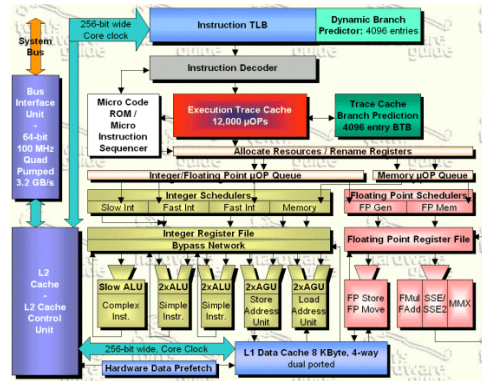 256-bit wide
Core clock
Instruction TLB
Dynamic Branch
Predictor: 4096 entries
System
Bus
Instruction Decoder
Bus
Interface
Unit
-
64-bit
100 MHz
Quad
Pumped
3.2 GB/s
Micro Code
ROM /
Micro
Instruction
Sequencer
Execution Trace Cache
12,000 µOPs
Trace Cache
Branch Prediction
4096 entry BTB
Allocate Resources / Rename Registers
Integer/Floating Point µOP Queue
Memory µOP Queue
Integer Schedulers
Slow Int
Fast Int
Fast Int
Memory
Floating Point Schedulers
FP Gen
FP Mem
Integer Register File
Bypass Network
Floating Point Register File
L2
Cache
-
L2 Cache
Control
Unit
Slow ALU
Complex
Instr.
2xALU
Simple
Instr.
2xALU
Simple
Instr.
2xAGU
Store
Address
Unit
2xAGU
Load
Address
Unit
FP Store
FP Move
FMul
FAdd
SSE/
SSE2
MMX
256-bit wide, Core Clock
L1 Data Cache 8 KByte, 4-way
dual ported
Hardware Data Prefetch